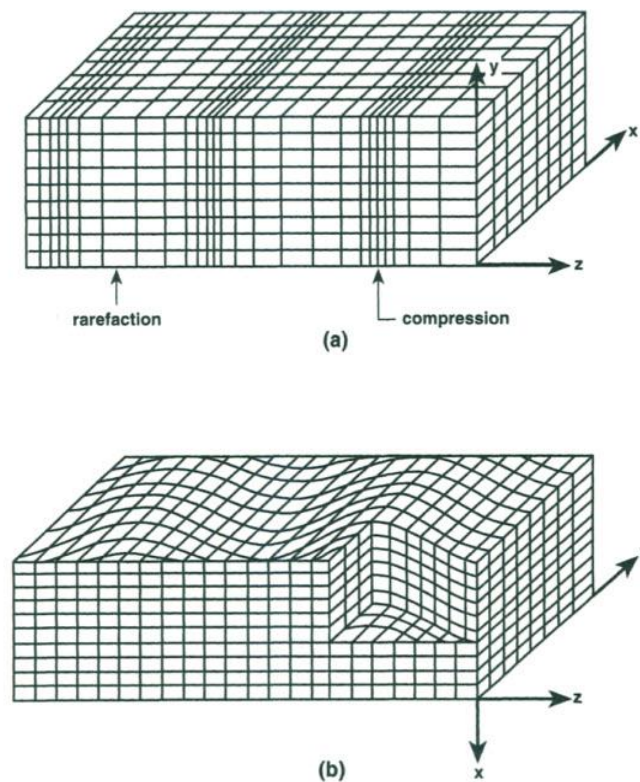 y
x
z
rarefaction
compression
(a)
z
x
(b)